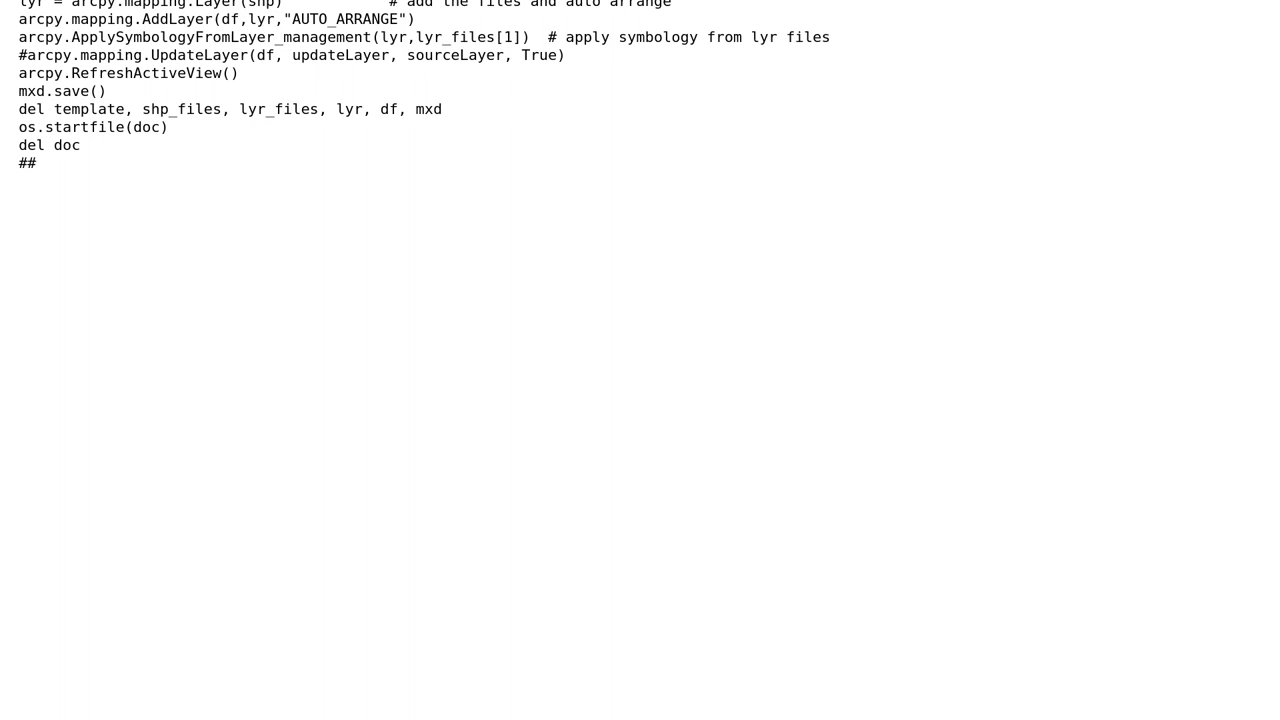 lyr = arcpy.mapping.Layer(shp)            # add the files and auto arrange
arcpy.mapping.AddLayer(df,lyr,"AUTO_ARRANGE")
arcpy.ApplySymbologyFromLayer_management(lyr,lyr_files[1])  # apply symbology from lyr files
#arcpy.mapping.UpdateLayer(df, updateLayer, sourceLayer, True)
arcpy.RefreshActiveView()
mxd.save()
del template, shp_files, lyr_files, lyr, df, mxd
os.startfile(doc)
del doc
##